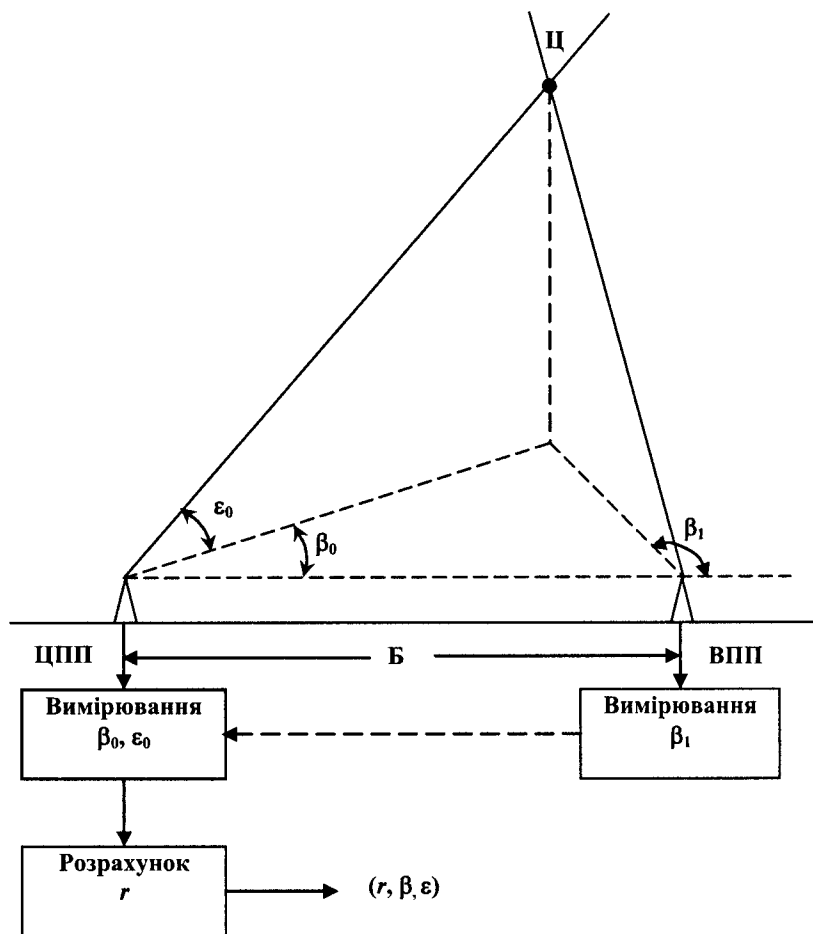 Ц
ε₀
β₀
β₁
ЦПП
Б
ВПП
Вимірювання
β₀, ε₀
Вимірювання
β₁
Розрахунок
r
(r, β, ε)